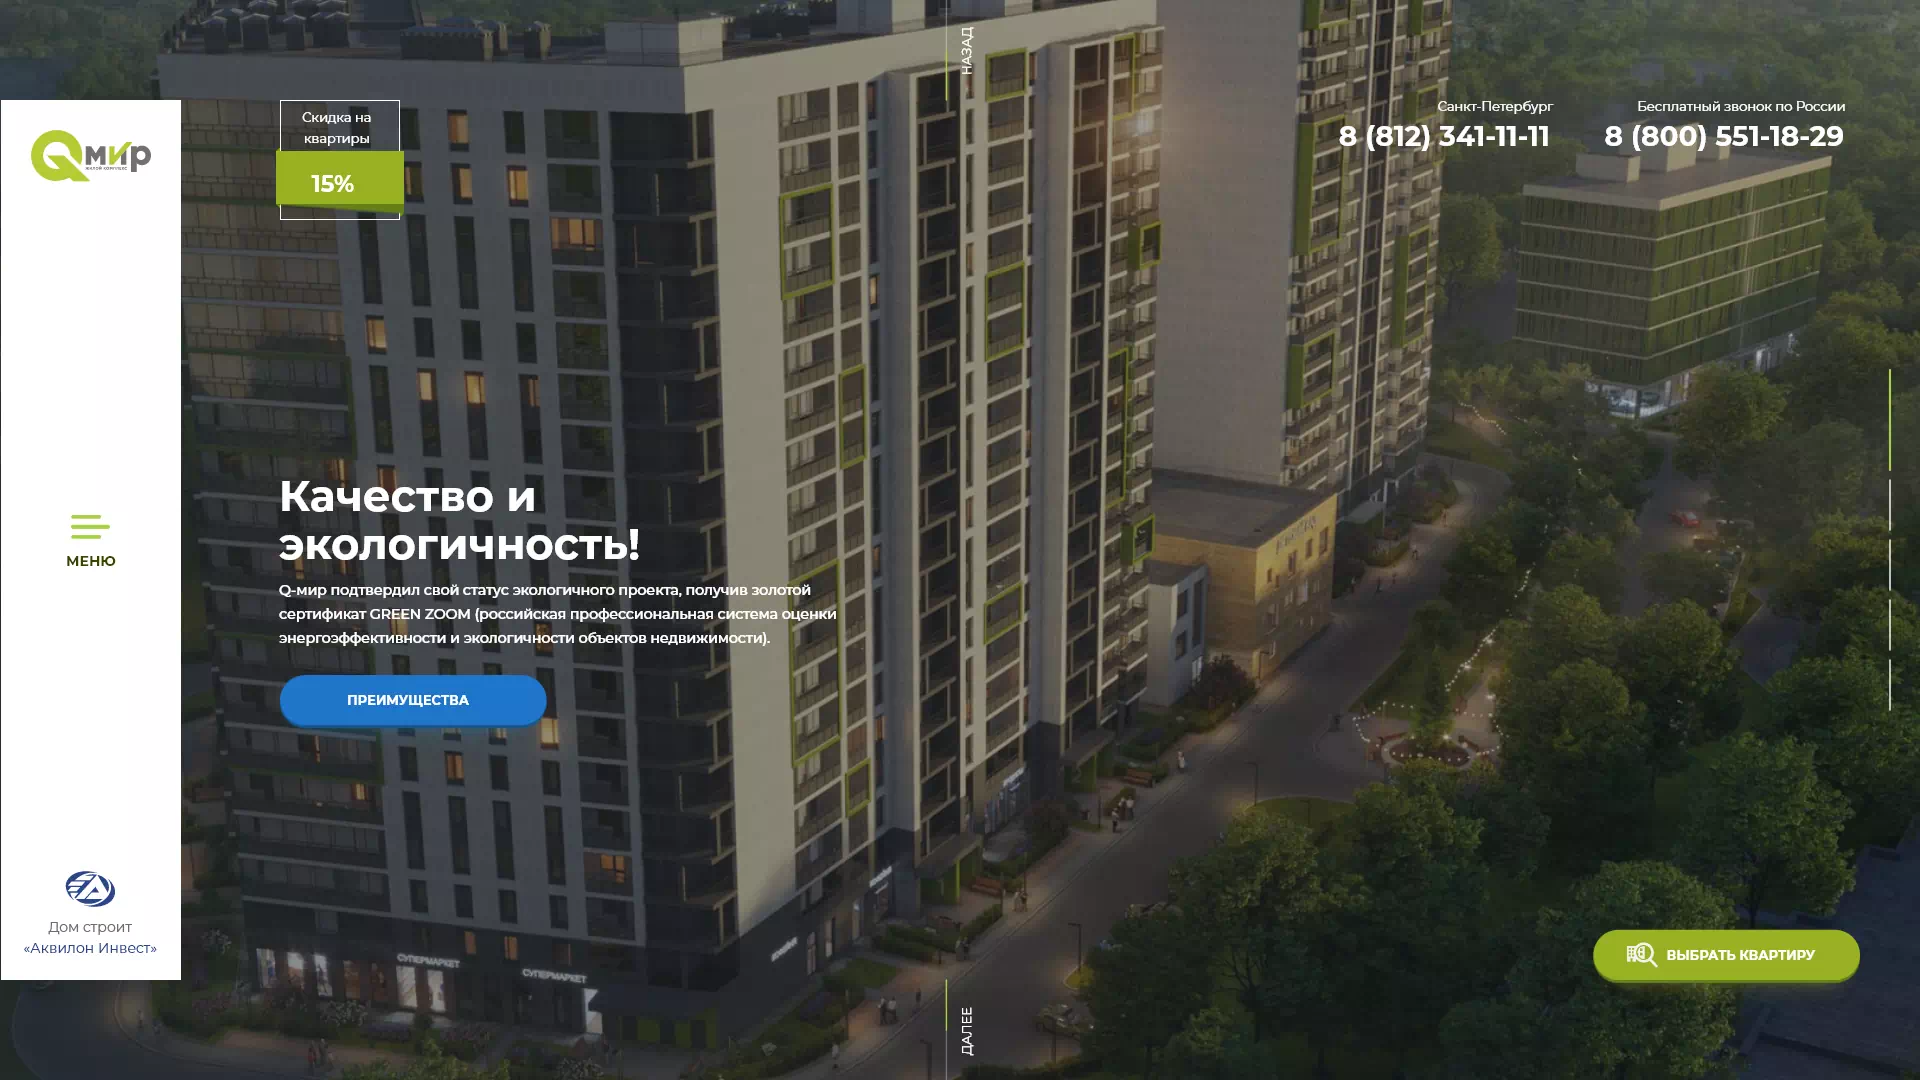 НАЗАД
Скидка на
квартиры
15%
Санкт-Петербург
8 (812) 341-11-11
Бесплатный звонок по России
8 (800) 551-18-29
Qмир
ЖИЛОЙ КОМПЛЕКС
Качество и
экологичность!
Q-мир подтвердил свой статус экологичного проекта, получив золотой
сертификат GREEN ZOOM (российская профессиональная система оценки
энергоэффективности и экологичности объектов недвижимости).
МЕНЮ
ПРЕИМУЩЕСТВА
Дом строит
«Аквилон Инвест»
СУПЕРМАРКЕТ
СУПЕРМАРКЕТ
ВЫБРАТЬ КВАРТИРУ
ДАЛЕЕ